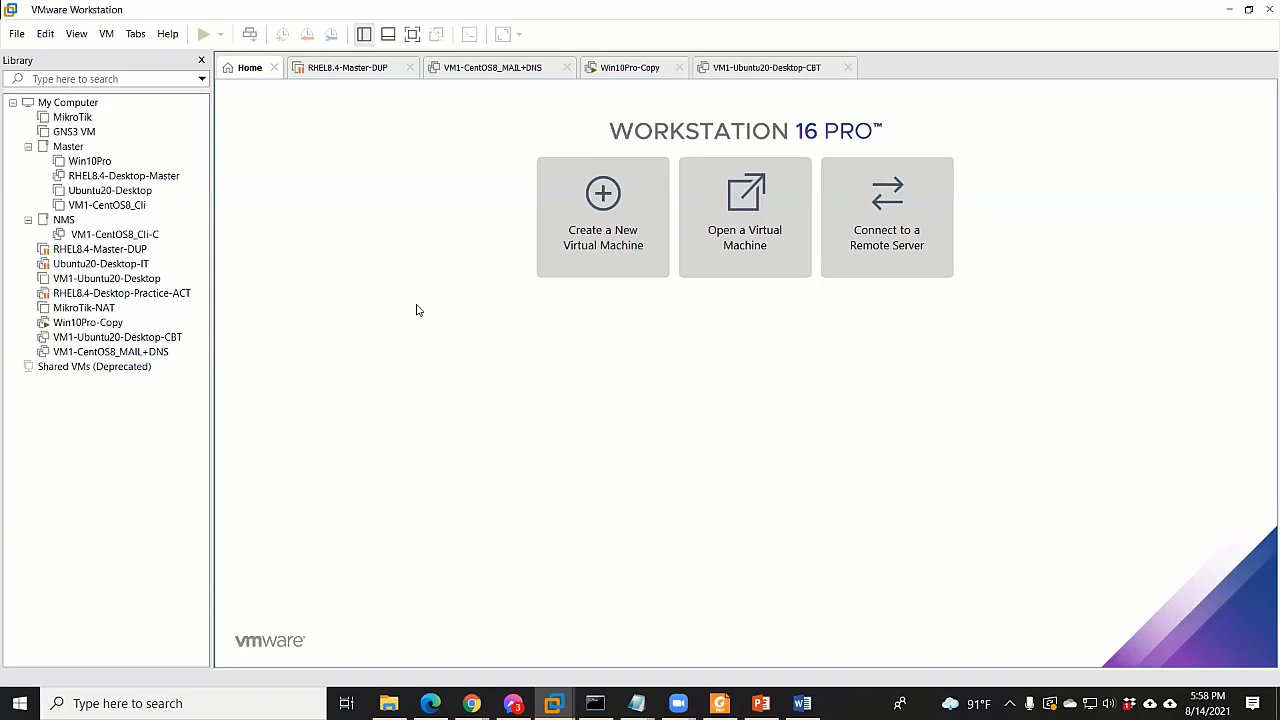 VMware Workstation
File Edit View VM Tabs Help
Library
Type here to search
Home
RHEL8.4-Master-DUP
VM1-CentOS8_MAIL+DNS
Win10Pro-Copy
VM1-Ubuntu20-Desktop-CBT
My Computer
MikroTik
GNS3 VM
Master
Win10Pro
RHEL8.4-Desktop-Master
Ubuntu20-Desktop
VM1-CentOS8_Cli
NMS
VM1-CentOS8_Cli-C
RHEL8.4-Master-DUP
Ubuntu20-Desktop-IT
VM1-Ubuntu20-Desktop
RHEL8.4-Desktop-Practice-ACT
MikroTik-NAT
Win10Pro-Copy
VM1-Ubuntu20-Desktop-CBT
VM1-CentOS8_MAIL+DNS
Shared VMs (Deprecated)
WORKSTATION 16 PRO™
Create a New
Virtual Machine
Open a Virtual
Machine
Connect to a
Remote Server
vmware®
Type here to search
3
91°F
5:58 PM
8/14/2021